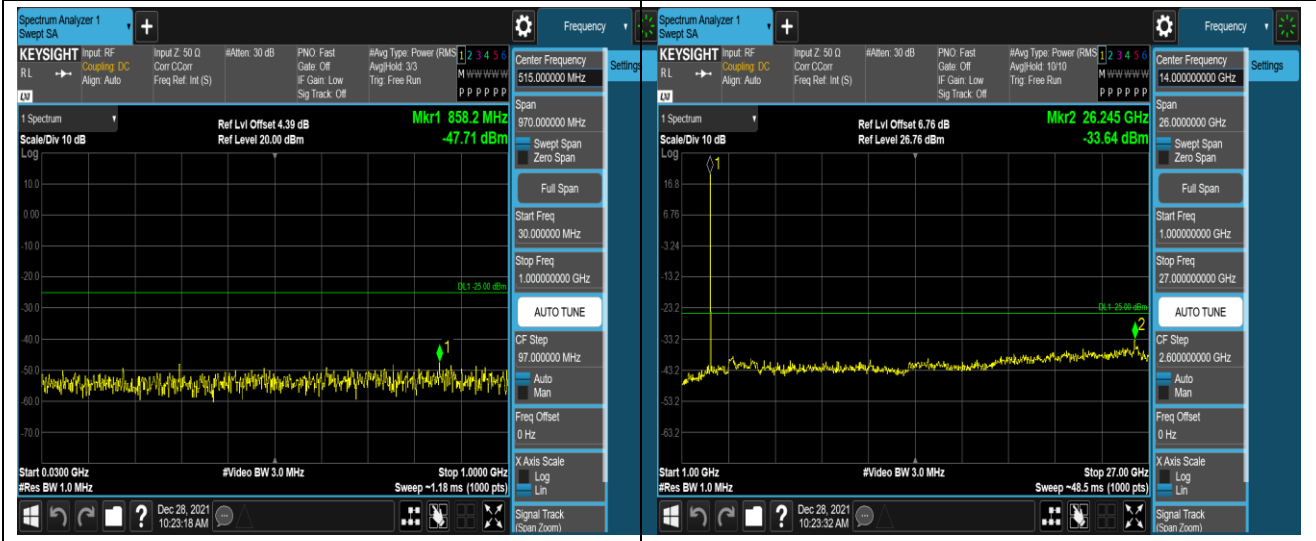 Spectrum Analyzer 1
Swept SA
Frequency
KEYSIGHT
RL
LXI
Input: RF
Coupling: DC
Align: Auto
Input Z: 50 Ω
Corr CCorr
Freq Ref: Int (S)
#Atten: 30 dB
PNO: Fast
Gate: Off
IF Gain: Low
Sig Track: Off
#Avg Type: Power (RMS
Avg|Hold: 3/3
Trig: Free Run
1 2 3 4 5 6
M W W W W W
P P P P P P
1 Spectrum
Scale/Div 10 dB
Log
Ref Lvl Offset 4.39 dB
Ref Level 20.00 dBm
Mkr1 858.2 MHz
-47.71 dBm
10.0
0.00
-10.0
-20.0
DL1 -25.00 dBm
-30.0
-40.0
1
-50.0
-60.0
-70.0
Start 0.0300 GHz
#Res BW 1.0 MHz
#Video BW 3.0 MHz
Stop 1.0000 GHz
Sweep ~1.18 ms (1000 pts)
?
Dec 28, 2021
10:23:18 AM
Center Frequency
515.000000 MHz
Settings
Span
970.000000 MHz
Swept Span
Zero Span
Full Span
Start Freq
30.000000 MHz
Stop Freq
1.000000000 GHz
AUTO TUNE
CF Step
97.000000 MHz
Auto
Man
Freq Offset
0 Hz
X Axis Scale
Log
Lin
Signal Track
(Span Zoom)
Spectrum Analyzer 1
Swept SA
Frequency
KEYSIGHT
RL
LXI
Input: RF
Coupling: DC
Align: Auto
Input Z: 50 Ω
Corr CCorr
Freq Ref: Int (S)
#Atten: 30 dB
PNO: Fast
Gate: Off
IF Gain: Low
Sig Track: Off
#Avg Type: Power (RMS
Avg|Hold: 10/10
Trig: Free Run
1 2 3 4 5 6
M W W W W W
P P P P P P
1 Spectrum
Scale/Div 10 dB
Log
Ref Lvl Offset 6.76 dB
Ref Level 26.76 dBm
Mkr2 26.245 GHz
-33.64 dBm
1
16.8
6.76
-3.24
-13.2
-23.2
DL1 -25.00 dBm
2
-33.2
-43.2
-53.2
-63.2
Start 1.00 GHz
#Res BW 1.0 MHz
#Video BW 3.0 MHz
Stop 27.00 GHz
Sweep ~48.5 ms (1000 pts)
?
Dec 28, 2021
10:23:32 AM
Center Frequency
14.000000000 GHz
Settings
Span
26.0000000 GHz
Swept Span
Zero Span
Full Span
Start Freq
1.000000000 GHz
Stop Freq
27.000000000 GHz
AUTO TUNE
CF Step
2.600000000 GHz
Auto
Man
Freq Offset
0 Hz
X Axis Scale
Log
Lin
Signal Track
(Span Zoom)